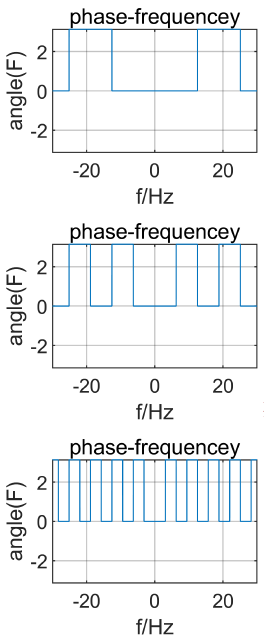 phase-frequencey
2
0
-2
angle(F)
-20 0 20
f/Hz
phase-frequencey
2
0
-2
angle(F)
-20 0 20
f/Hz
phase-frequencey
2
0
-2
angle(F)
-20 0 20
f/Hz